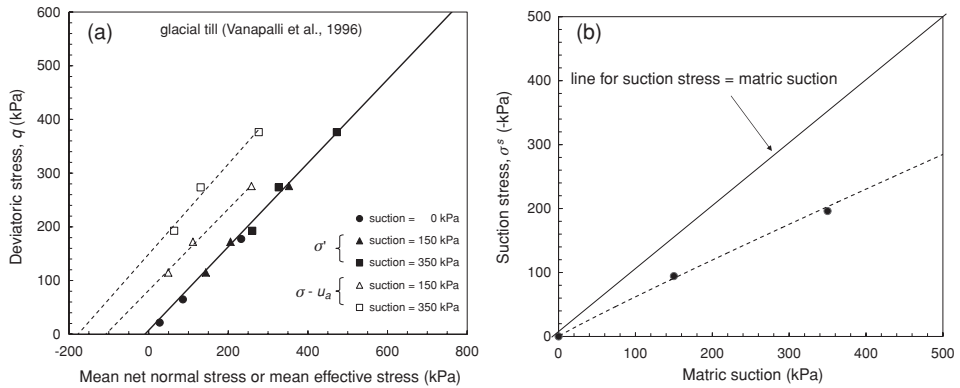 (a)
glacial till (Vanapalli et al., 1996)
Deviatoric stress, q (kPa)
600
500
400
300
200
100
0
-200
0
200
400
600
800
Mean net normal stress or mean effective stress (kPa)
suction = 0 kPa
σ' suction = 150 kPa
suction = 350 kPa
σ - uₐ suction = 150 kPa
suction = 350 kPa
(b)
line for suction stress = matric suction
Suction stress, σˢ (-kPa)
-500
-400
-300
-200
-100
0
0
100
200
300
400
500
Matric suction (kPa)